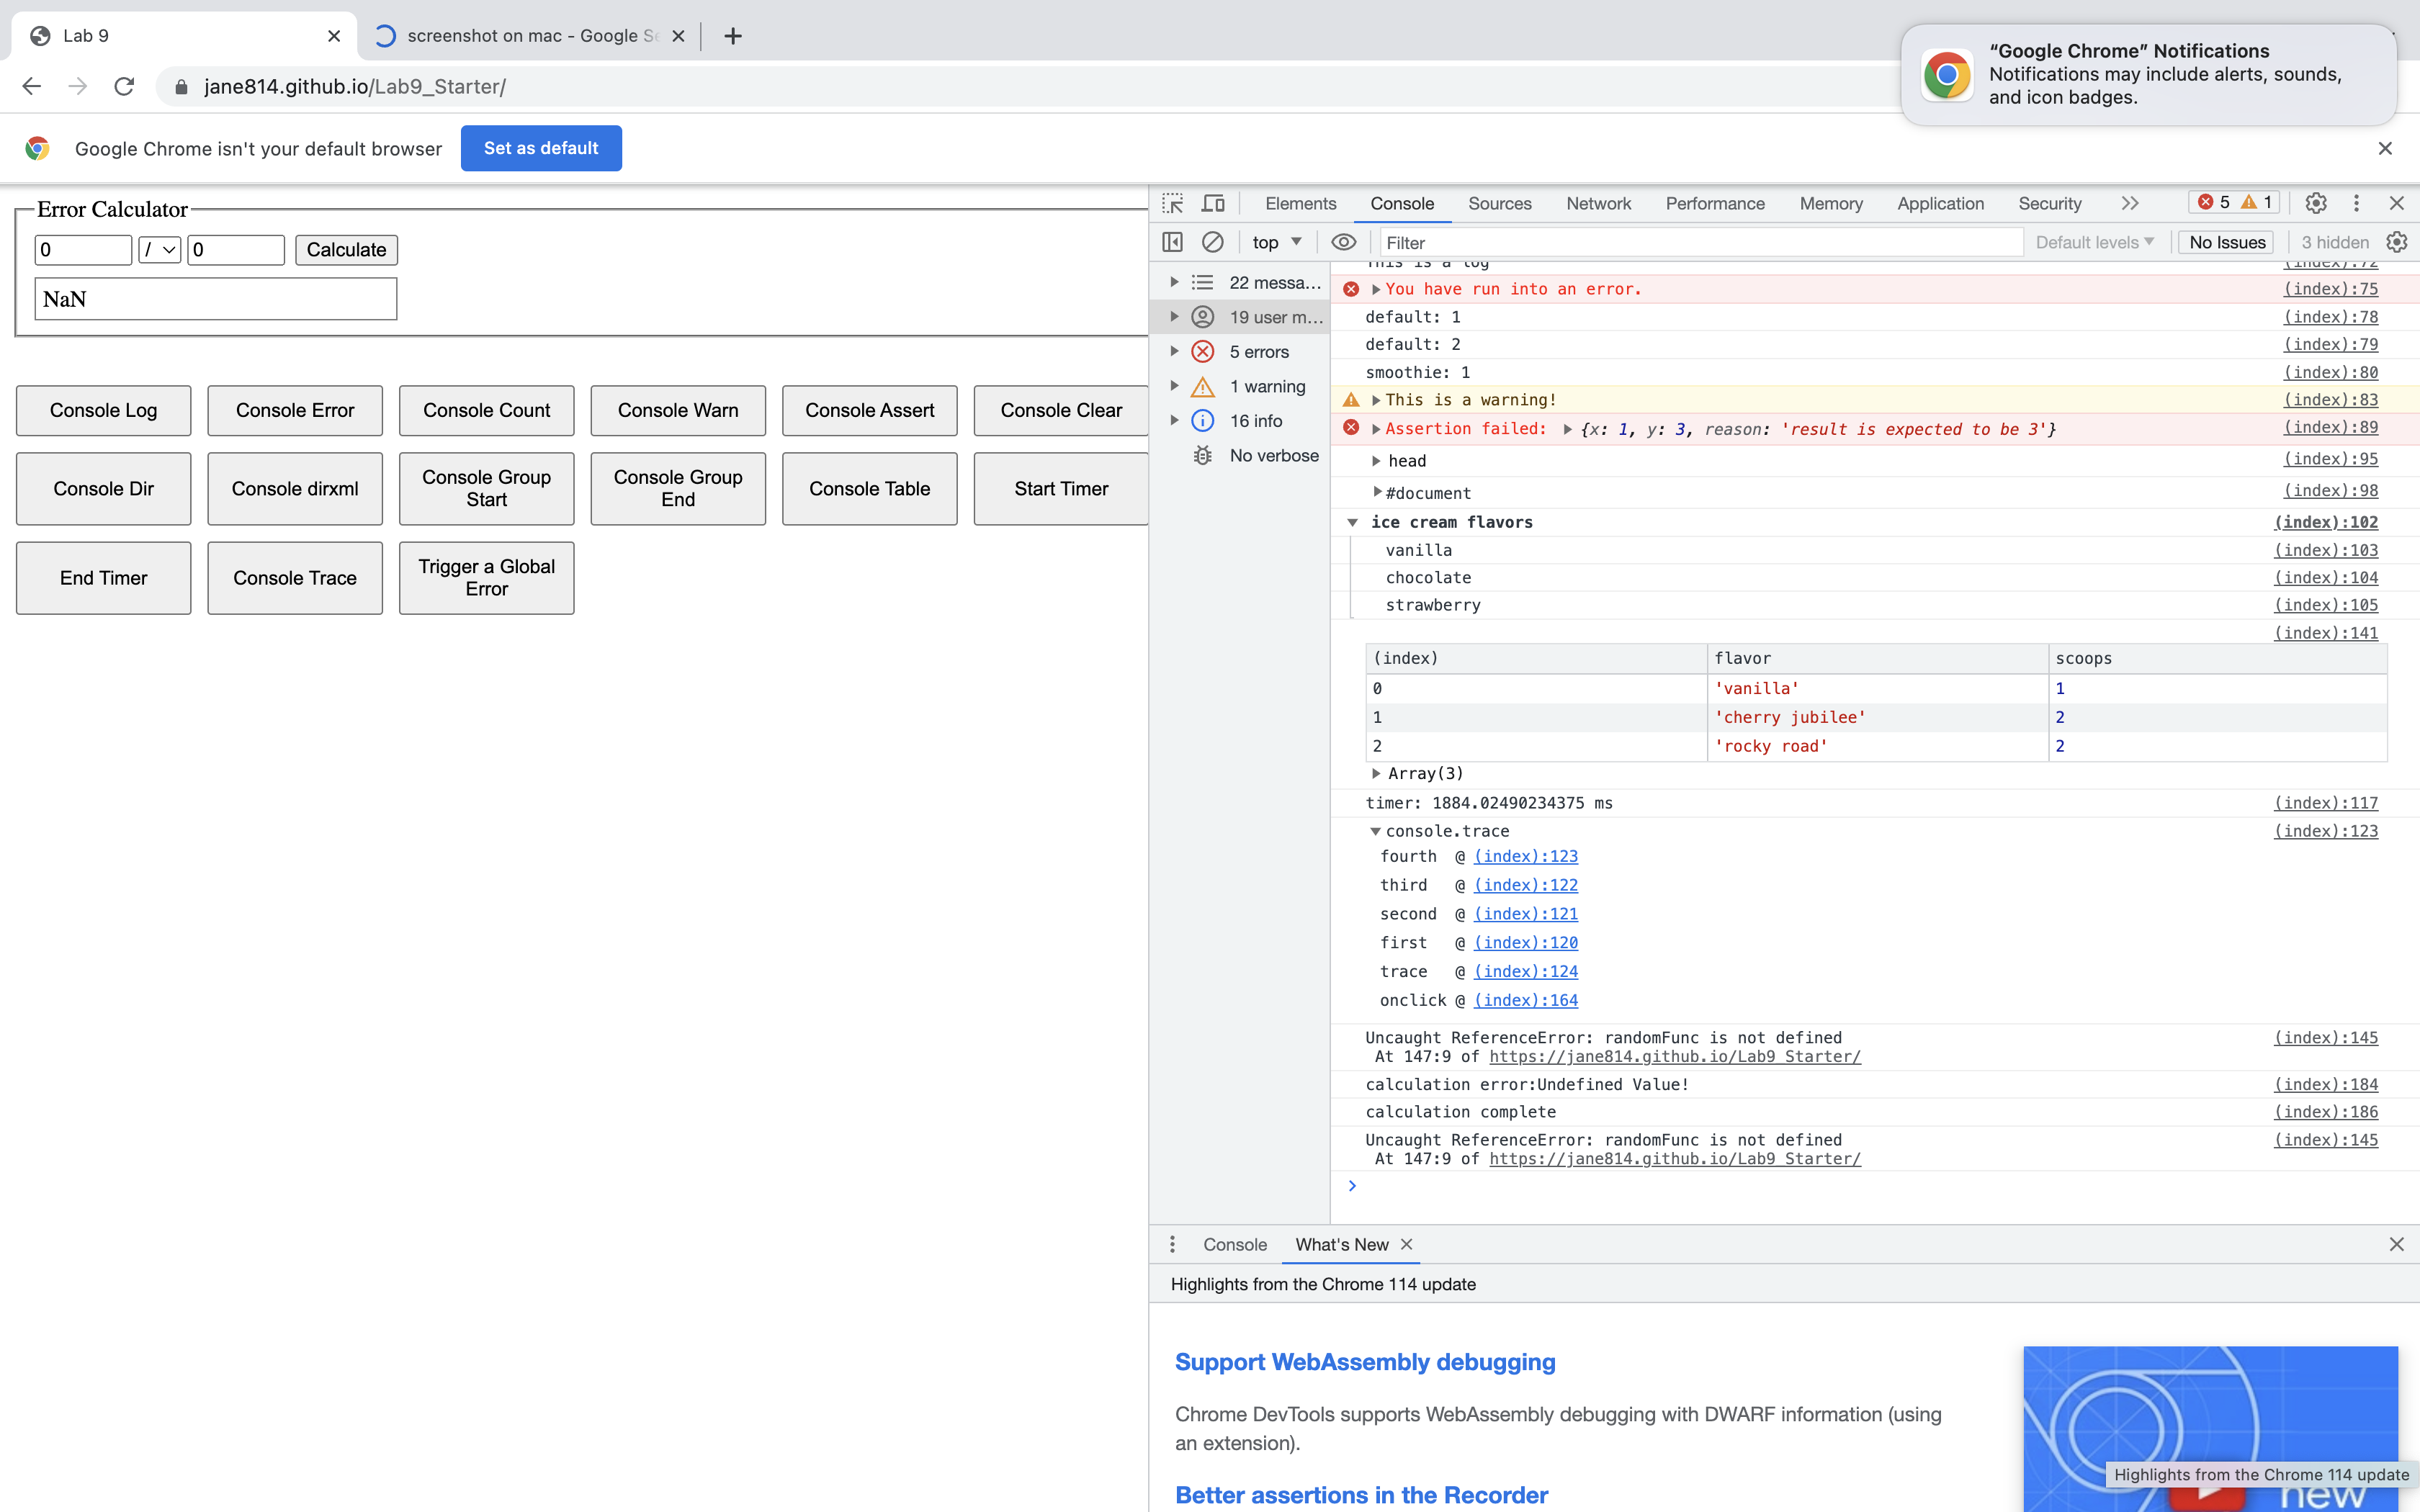 Lab 9
screenshot on mac - Google Se
"Google Chrome" Notifications
Notifications may include alerts, sounds,
and icon badges.
jane814.github.io/Lab9_Starter/
Google Chrome isn't your default browser
Set as default
Error Calculator
0 / 0 Calculate
NaN
Console Log
Console Error
Console Count
Console Warn
Console Assert
Console Clear
Console Dir
Console dirxml
Console Group
Start
Console Group
End
Console Table
Start Timer
End Timer
Console Trace
Trigger a Global
Error
Elements Console Sources Network Performance Memory Application Security 5 1
top Filter Default levels No Issues 3 hidden
22 messa...
19 user m...
5 errors
1 warning
16 info
No verbose
This is a log (index):72
You have run into an error. (index):75
default: 1 (index):78
default: 2 (index):79
smoothie: 1 (index):80
This is a warning! (index):83
Assertion failed: {x: 1, y: 3, reason: 'result is expected to be 3'} (index):89
head (index):95
#document (index):98
ice cream flavors (index):102
vanilla (index):103
chocolate (index):104
strawberry (index):105
(index):141
(index) flavor scoops
0 'vanilla' 1
1 'cherry jubilee' 2
2 'rocky road' 2
Array(3)
timer: 1884.02490234375 ms (index):117
console.trace (index):123
fourth @ (index):123
third @ (index):122
second @ (index):121
first @ (index):120
trace @ (index):124
onclick @ (index):164
Uncaught ReferenceError: randomFunc is not defined (index):145
At 147:9 of https://jane814.github.io/Lab9_Starter/
calculation error:Undefined Value! (index):184
calculation complete (index):186
Uncaught ReferenceError: randomFunc is not defined (index):145
At 147:9 of https://jane814.github.io/Lab9_Starter/
Console What's New
Highlights from the Chrome 114 update
Support WebAssembly debugging
Chrome DevTools supports WebAssembly debugging with DWARF information (using
an extension).
Better assertions in the Recorder
Highlights from the Chrome 114 update
new